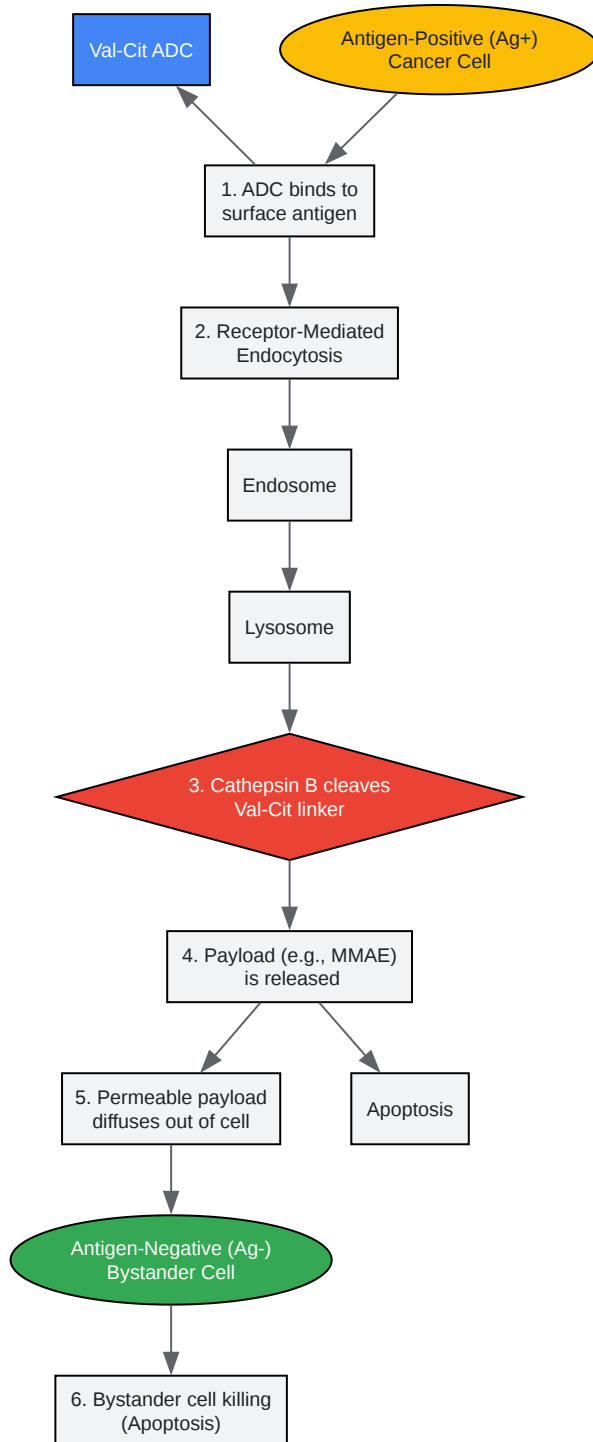 Val-Cit ADC
Antigen-Positive (Ag+)
Cancer Cell
1. ADC binds to
surface antigen
2. Receptor-Mediated
Endocytosis
Endosome
Lysosome
3. Cathepsin B cleaves
Val-Cit linker
4. Payload (e.g., MMAE)
is released
5. Permeable payload
diffuses out of cell
Apoptosis
Antigen-Negative (Ag-)
Bystander Cell
6. Bystander cell killing
(Apoptosis)